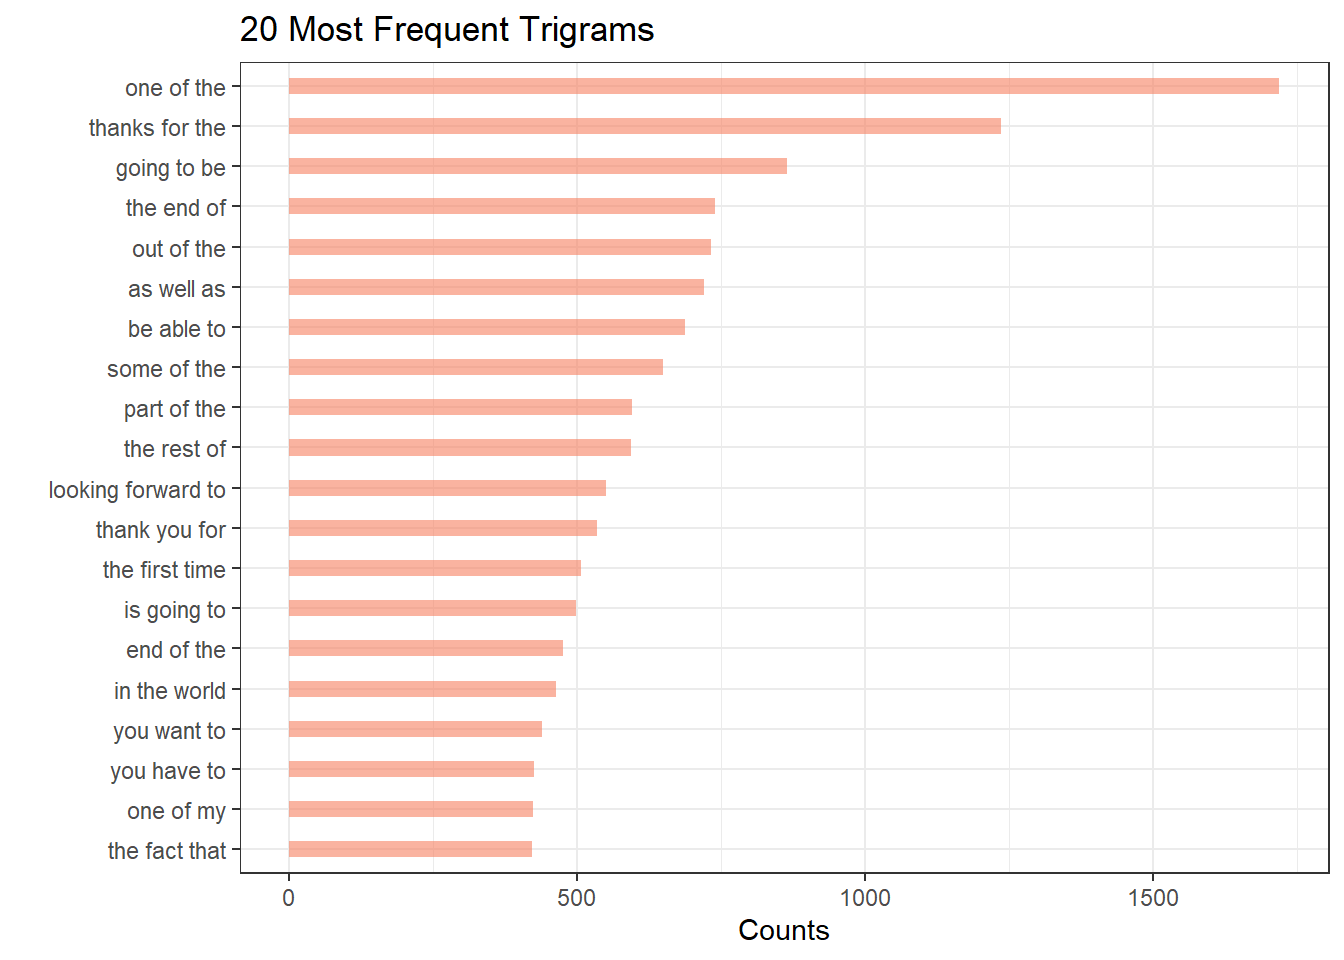 20 Most Frequent Trigrams
one of the
thanks for the
going to be
the end of
out of the
as well as
be able to
some of the
part of the
the rest of
looking forward to
thank you for
the first time
is going to
end of the
in the world
you want to
you have to
one of my
the fact that
0 500 1000 1500
Counts